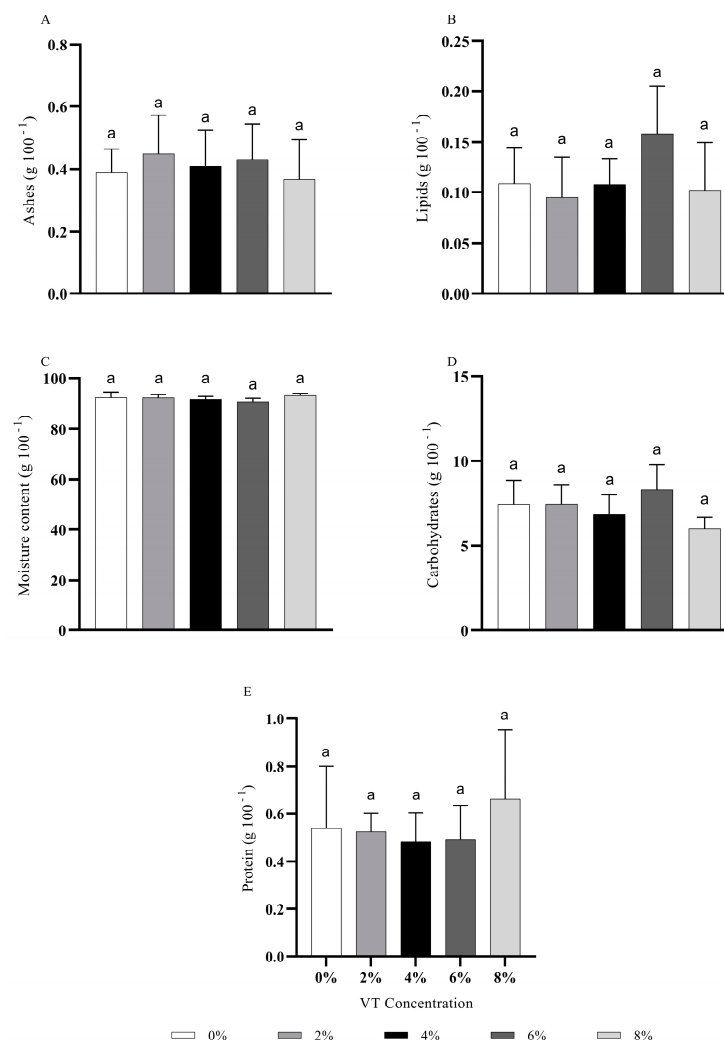 A
0.8
0.6
0.4
0.2
0.0
Ashes (g 100⁻¹)
a a a a a
B
0.25
0.20
0.15
0.10
0.05
0.00
Lipids (g 100⁻¹)
a a a a a
C
100
80
60
40
20
0
Moisture content (g 100⁻¹)
a a a a a
D
15
10
5
0
Carbohydrates (g 100⁻¹)
a a a a a
E
1.0
0.8
0.6
0.4
0.2
0.0
Protein (g 100⁻¹)
a a a a a
0% 2% 4% 6% 8%
VT Concentration
0% 2% 4% 6% 8%